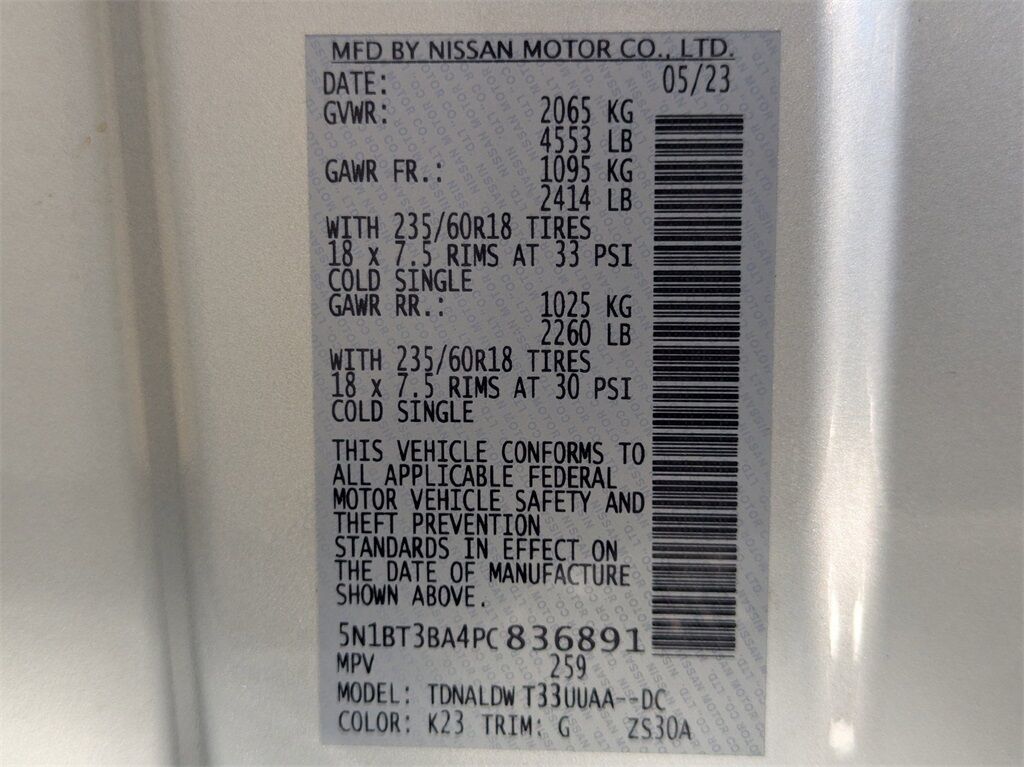 MFD BY NISSAN MOTOR CO., LTD.
DATE: 05/23
GVWR: 2065 KG
4553 LB
GAWR FR.: 1095 KG
2414 LB
WITH 235/60R18 TIRES
18 x 7.5 RIMS AT 33 PSI
COLD SINGLE
GAWR RR.: 1025 KG
2260 LB
WITH 235/60R18 TIRES
18 x 7.5 RIMS AT 30 PSI
COLD SINGLE
THIS VEHICLE CONFORMS TO
ALL APPLICABLE FEDERAL
MOTOR VEHICLE SAFETY AND
THEFT PREVENTION
STANDARDS IN EFFECT ON
THE DATE OF MANUFACTURE
SHOWN ABOVE.
5N1BT3BA4PC836891
MPV 259
MODEL: TDNALDW T33UUAA--DC
COLOR: K23 TRIM: G ZS30A